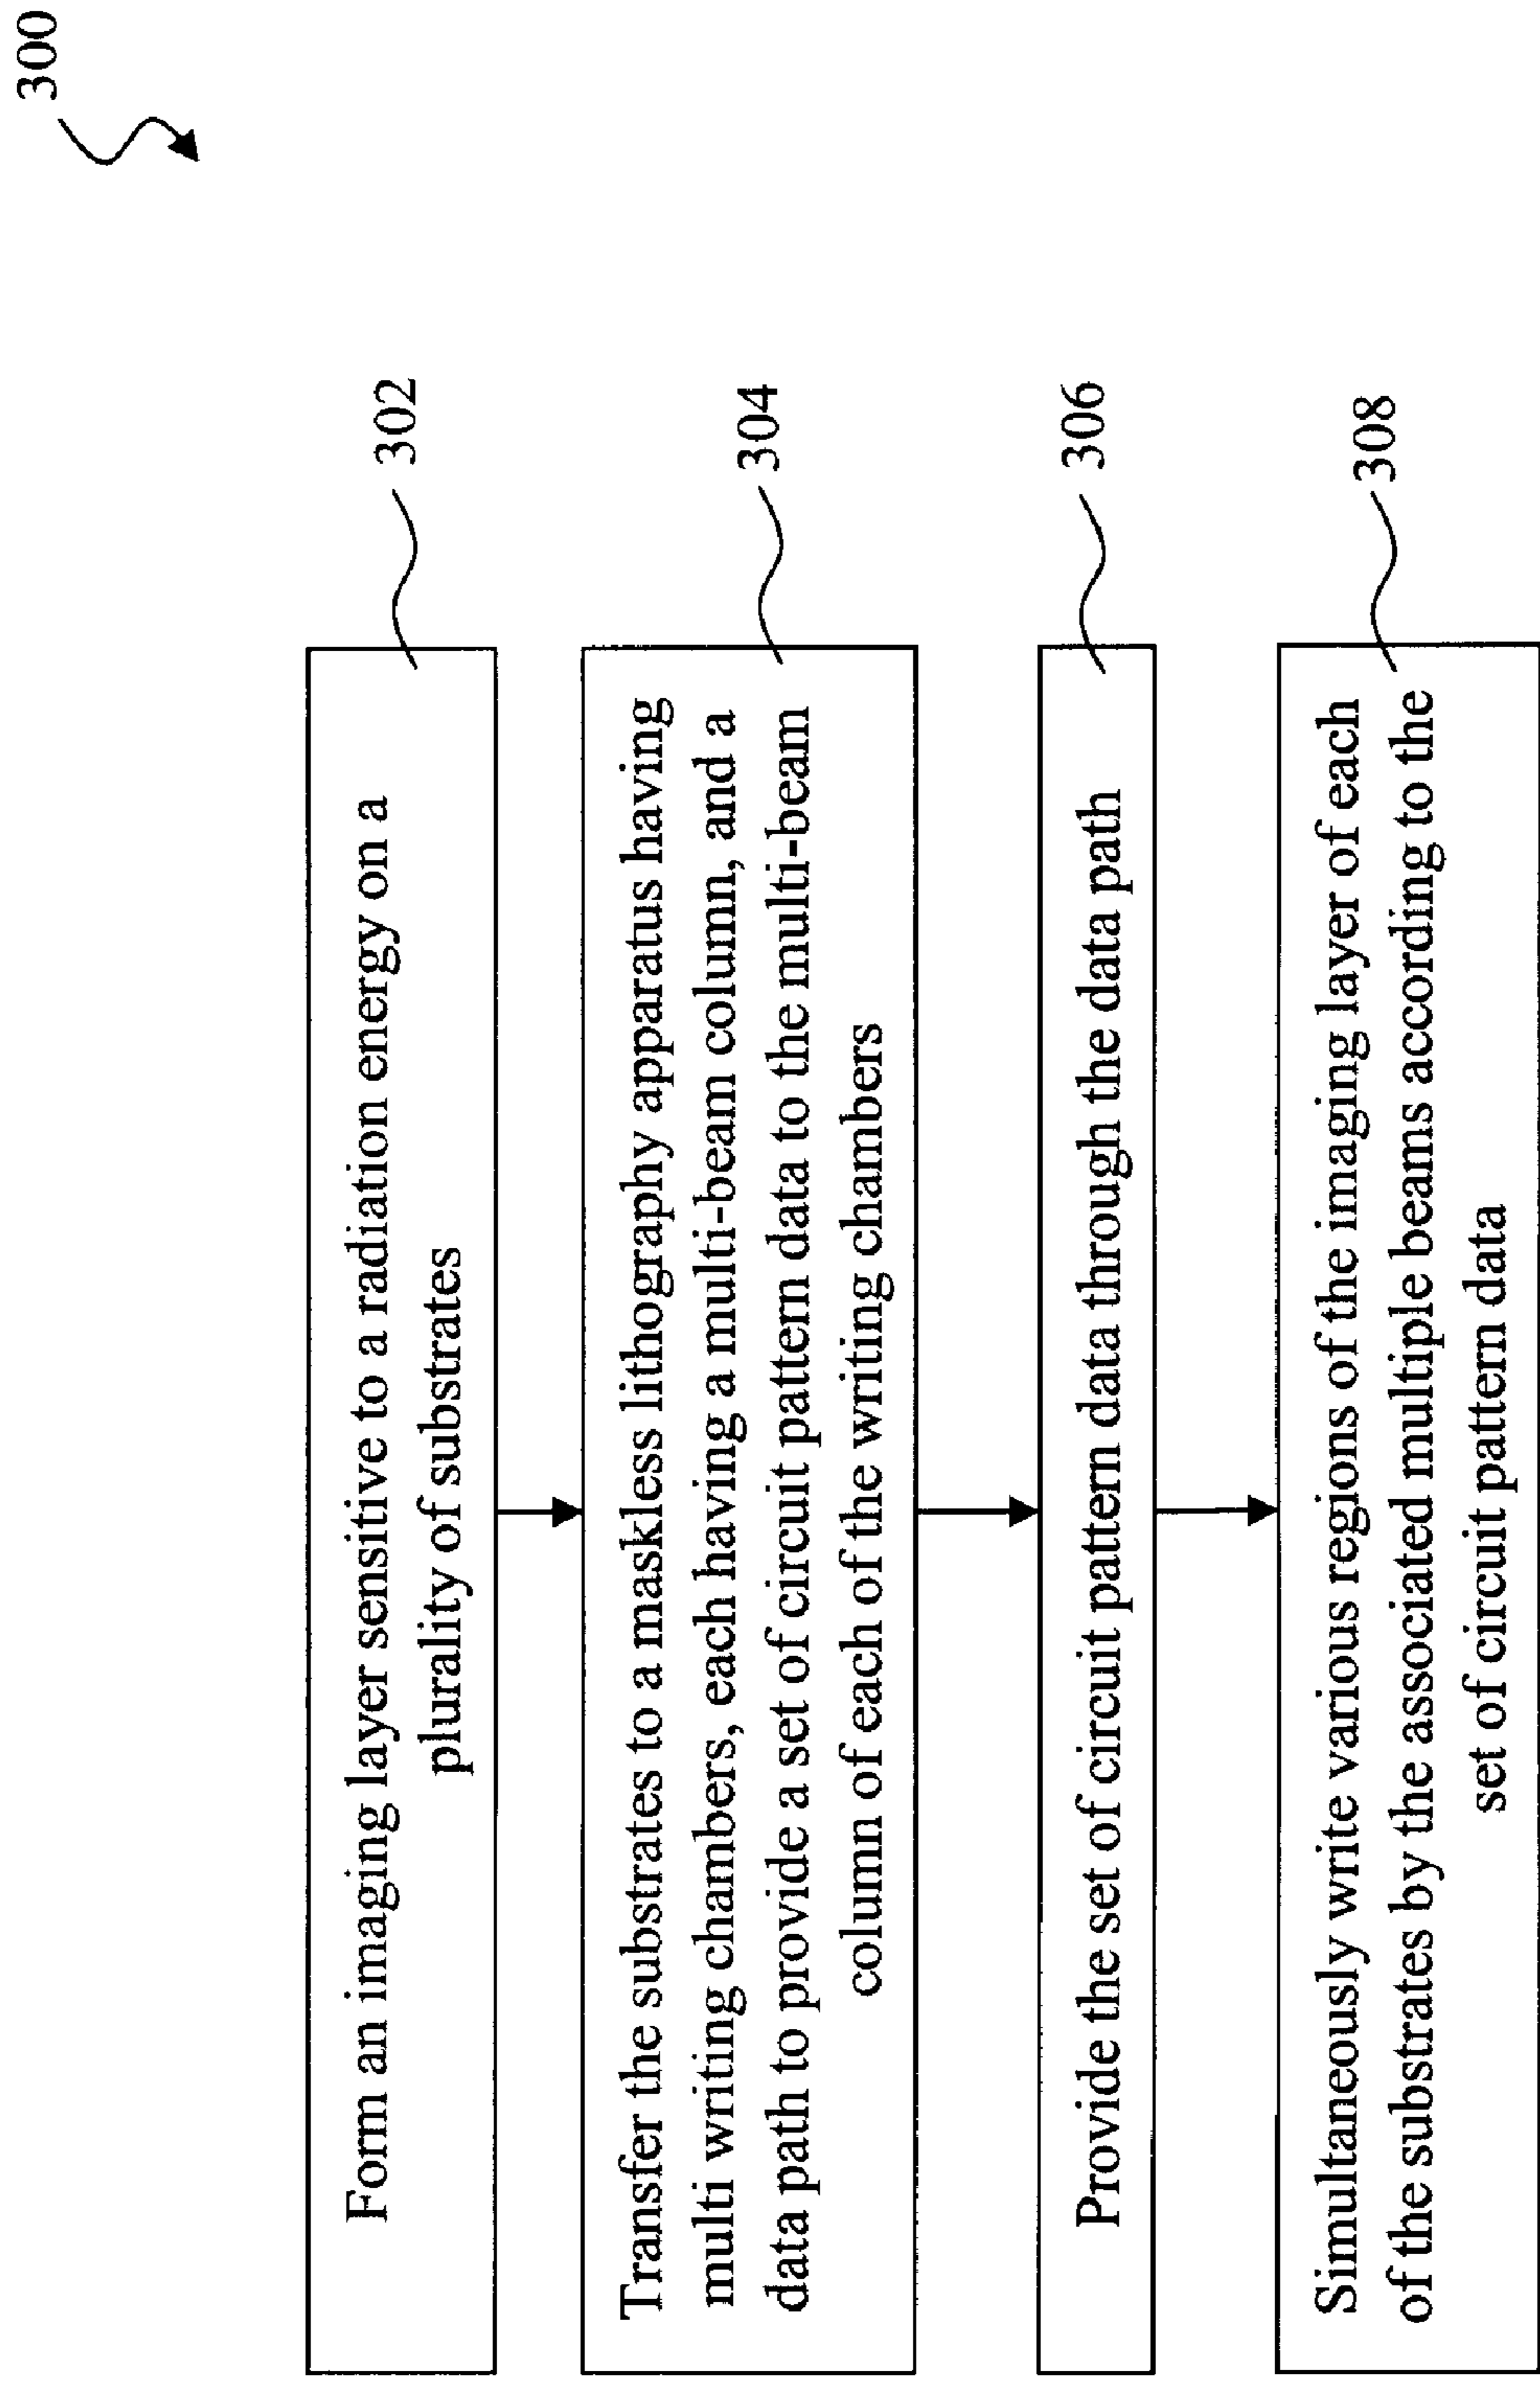 300
Form an imaging layer sensitive to a radiation energy on a
plurality of substrates
302
Transfer the substrates to a maskless lithography apparatus having
multi writing chambers, each having a multi-beam column, and a
data path to provide a set of circuit pattern data to the multi-beam
column of each of the writing chambers
304
Provide the set of circuit pattern data through the data path
306
Simultaneously write various regions of the imaging layer of each
of the substrates by the associated multiple beams according to the
set of circuit pattern data
308